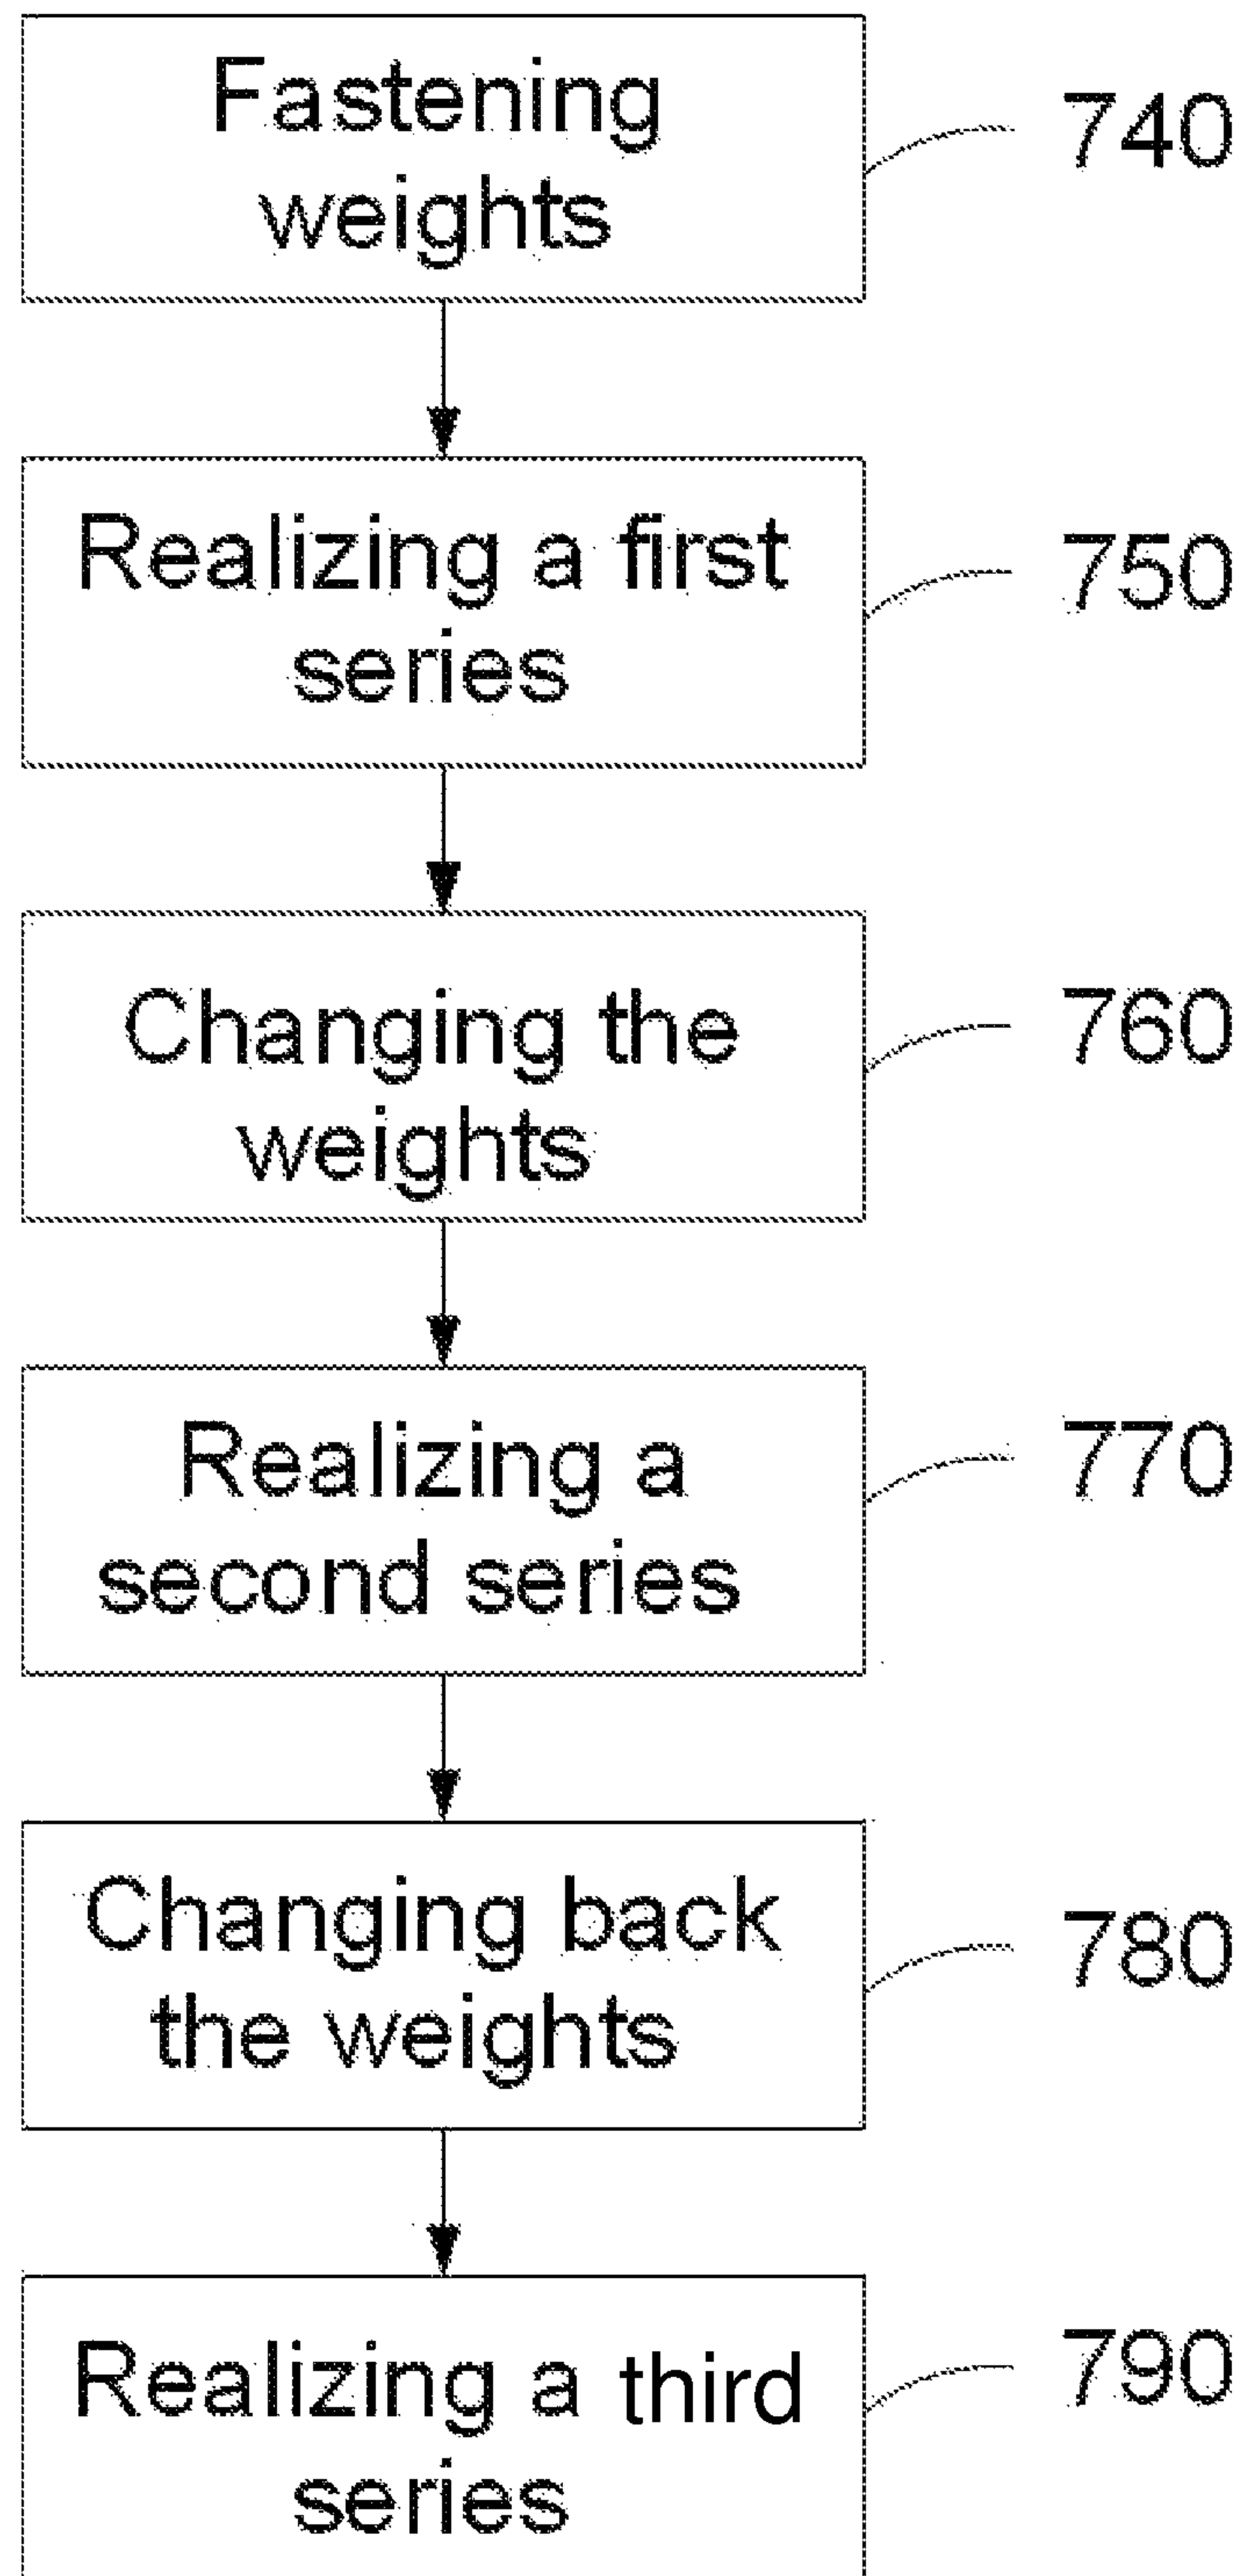 Fastening
weights
740
Realizing a first
series
750
Changing the
weights
760
Realizing a
second series
770
Changing back
the weights
780
Realizing a third
series
790